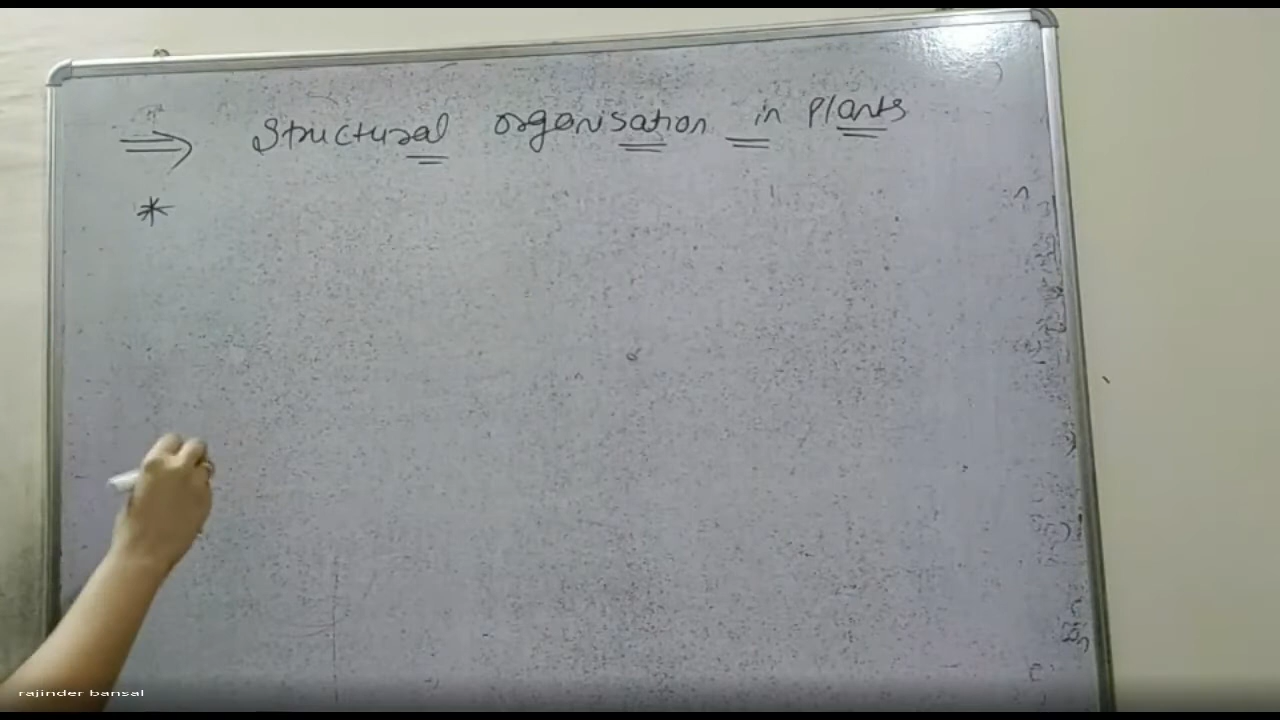 ⇒ Structural organisation in Plants
*
rajinder bansal